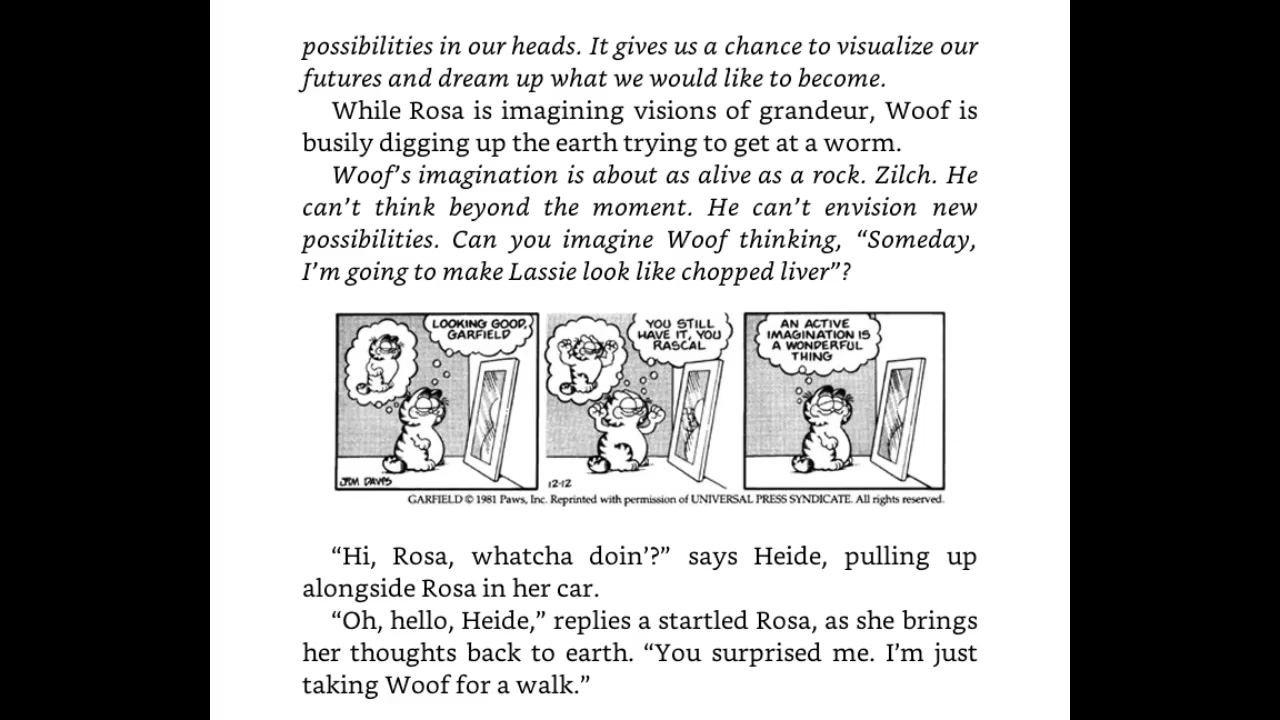 possibilities in our heads. It gives us a chance to visualize our
futures and dream up what we would like to become.
While Rosa is imagining visions of grandeur, Woof is
busily digging up the earth trying to get at a worm.
Woof’s imagination is about as alive as a rock. Zilch. He
can’t think beyond the moment. He can’t envision new
possibilities. Can you imagine Woof thinking, “Someday,
I’m going to make Lassie look like chopped liver”?
LOOKING GOOD,
GARFIELD
YOU STILL
HAVE IT, YOU
RASCAL
AN ACTIVE
IMAGINATION IS
A WONDERFUL
THING
JIM DAVIS
12-12
GARFIELD © 1981 Paws, Inc. Reprinted with permission of UNIVERSAL PRESS SYNDICATE. All rights reserved.
“Hi, Rosa, whatcha doin’?” says Heide, pulling up
alongside Rosa in her car.
“Oh, hello, Heide,” replies a startled Rosa, as she brings
her thoughts back to earth. “You surprised me. I’m just
taking Woof for a walk.”